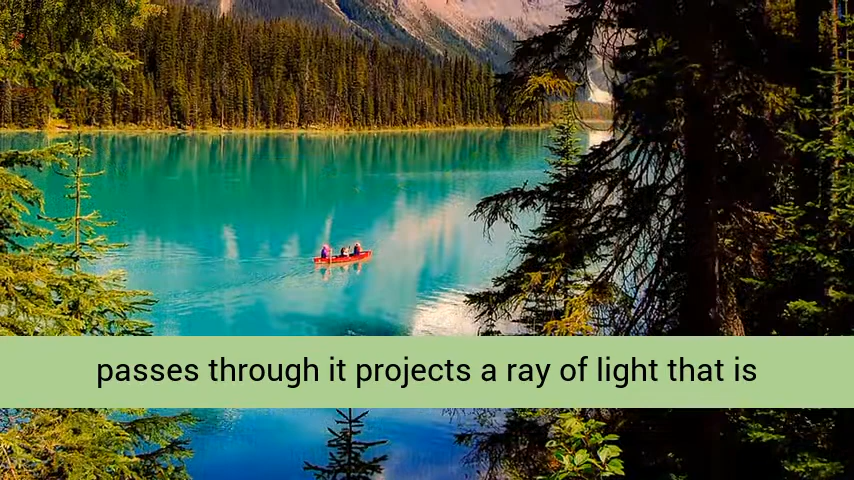 passes through it projects a ray of light that is